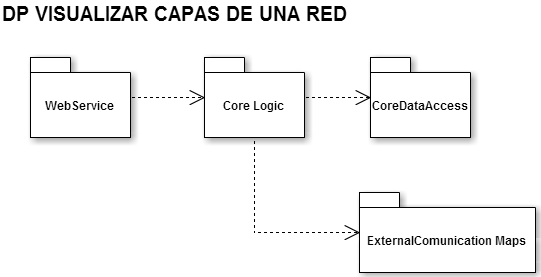 DP VISUALIZAR CAPAS DE UNA RED
WebService
Core Logic
CoreDataAccess
ExternalComunication Maps